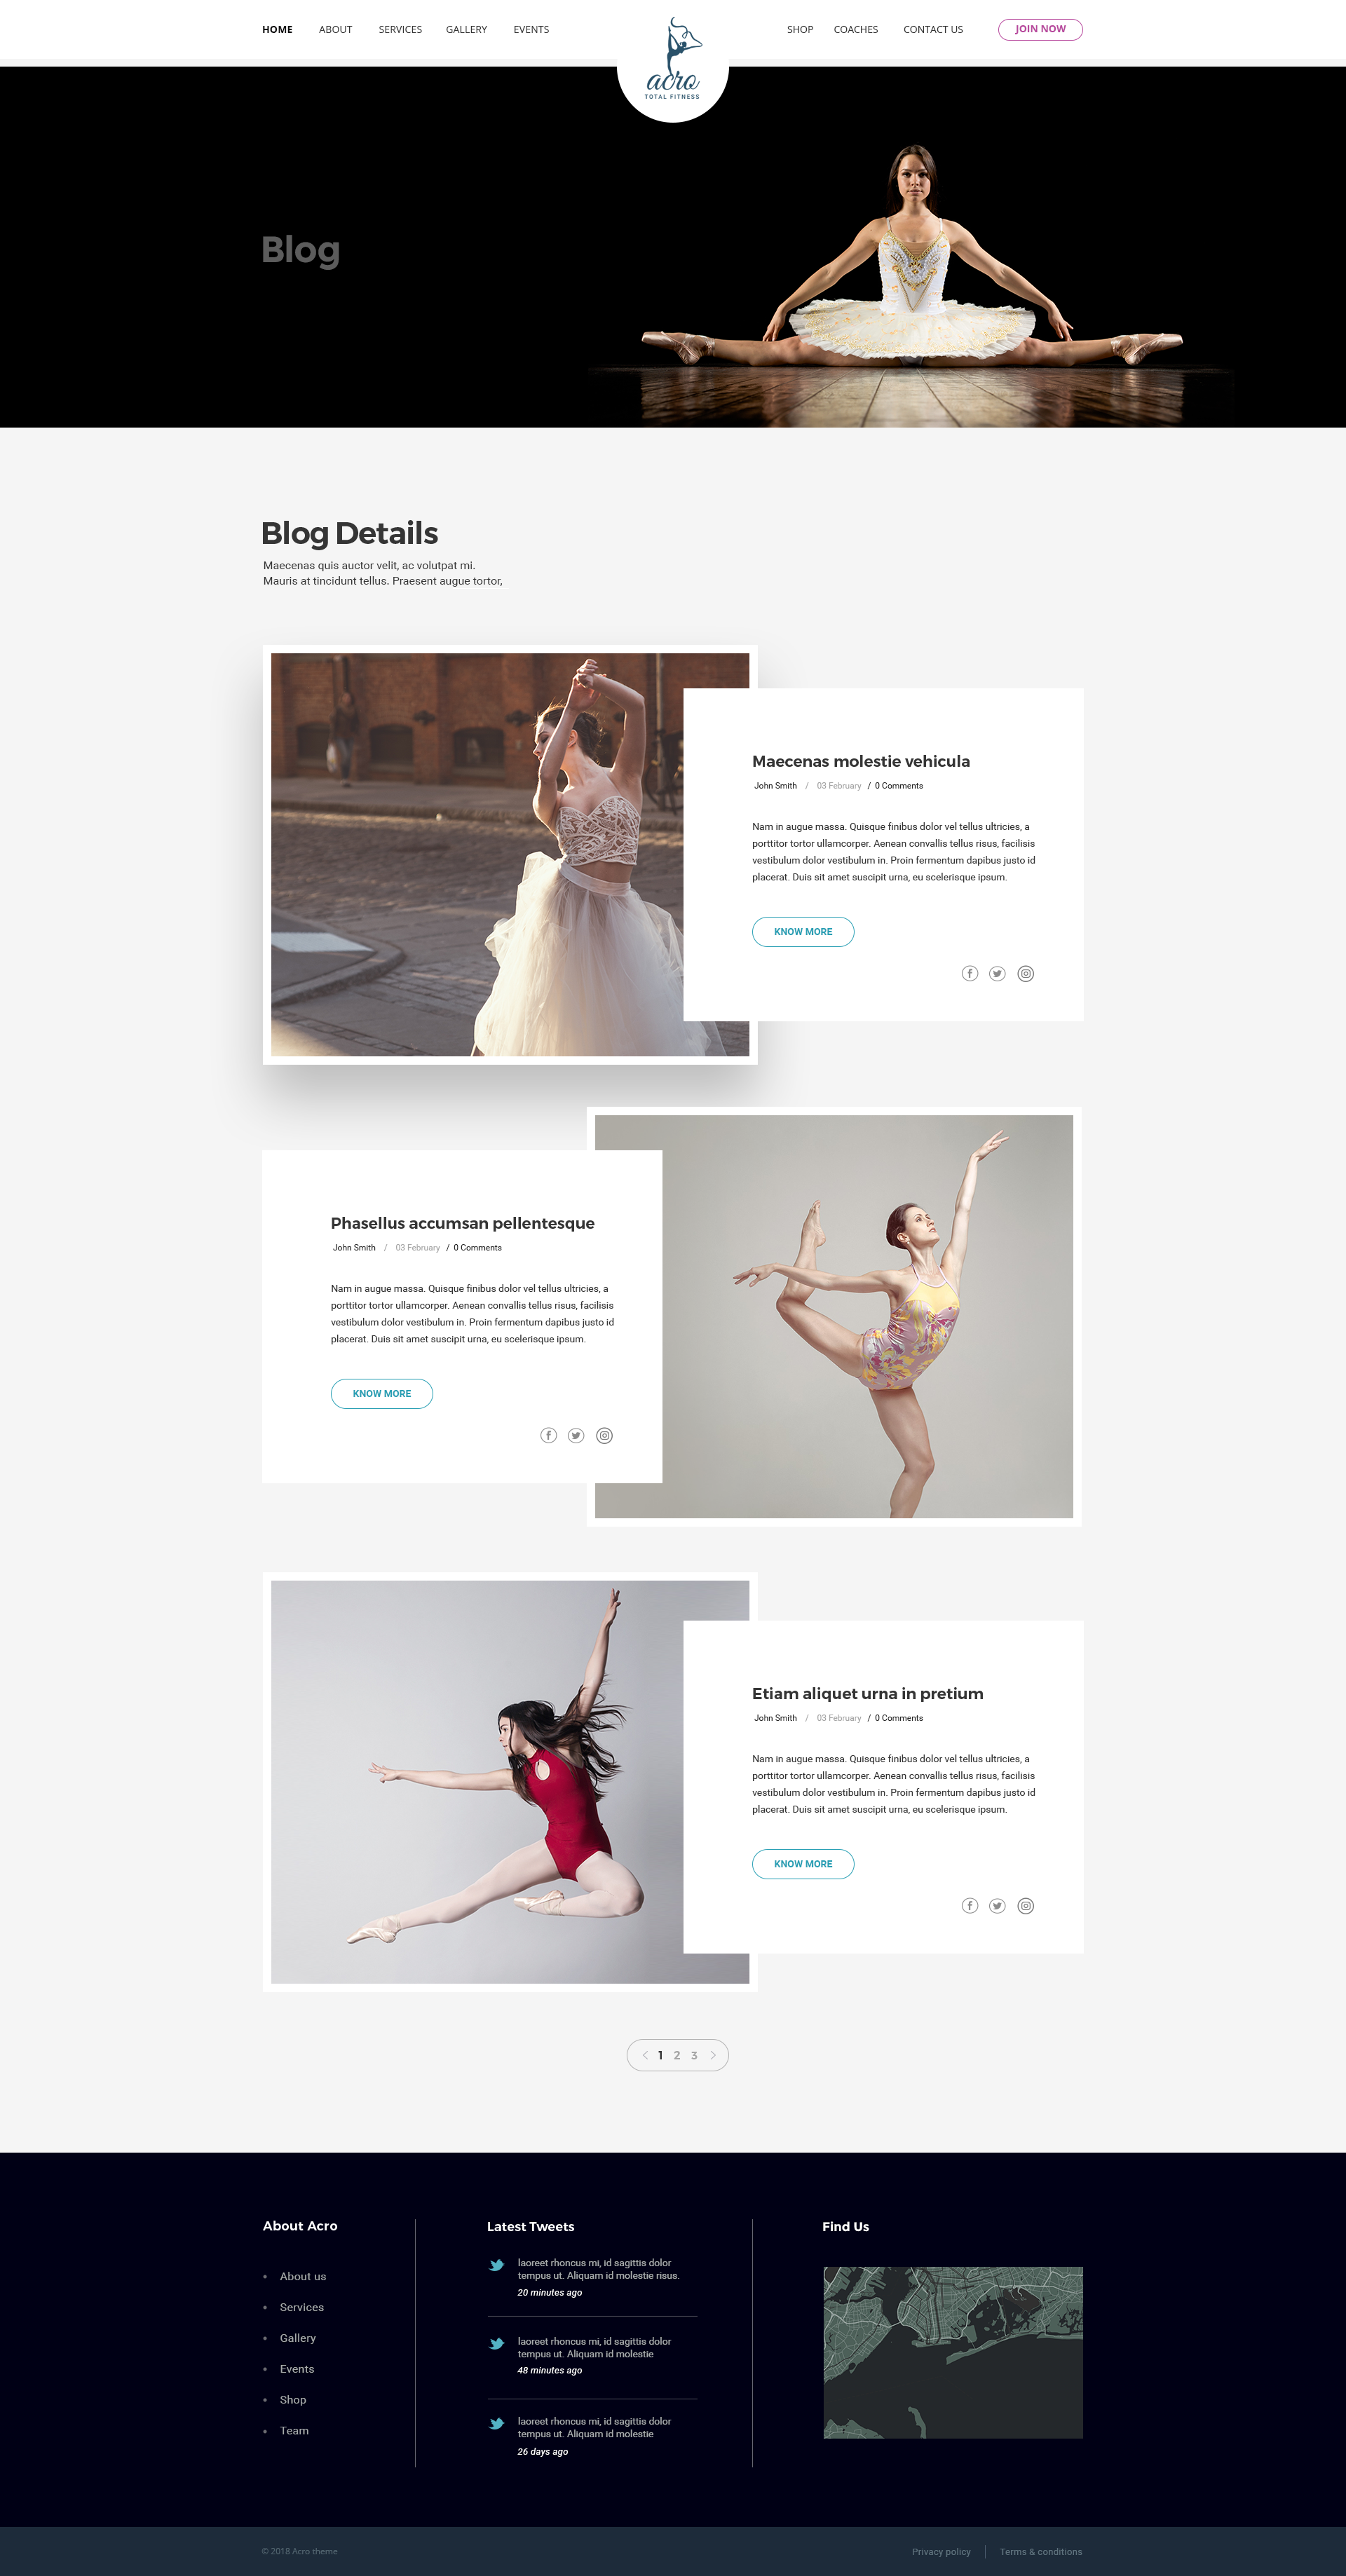 HOME ABOUT SERVICES GALLERY EVENTS
acro
TOTAL FITNESS
SHOP COACHES CONTACT US JOIN NOW
Blog
Blog Details
Maecenas quis auctor velit, ac volutpat mi.
Mauris at tincidunt tellus. Praesent augue tortor,
Maecenas molestie vehicula
John Smith / 03 February / 0 Comments
Nam in augue massa. Quisque finibus dolor vel tellus ultricies, a
porttitor tortor ullamcorper. Aenean convallis tellus risus, facilisis
vestibulum dolor vestibulum in. Proin fermentum dapibus justo id
placerat. Duis sit amet suscipit urna, eu scelerisque ipsum.
KNOW MORE
Phasellus accumsan pellentesque
John Smith / 03 February / 0 Comments
Nam in augue massa. Quisque finibus dolor vel tellus ultricies, a
porttitor tortor ullamcorper. Aenean convallis tellus risus, facilisis
vestibulum dolor vestibulum in. Proin fermentum dapibus justo id
placerat. Duis sit amet suscipit urna, eu scelerisque ipsum.
KNOW MORE
Etiam aliquet urna in pretium
John Smith / 03 February / 0 Comments
Nam in augue massa. Quisque finibus dolor vel tellus ultricies, a
porttitor tortor ullamcorper. Aenean convallis tellus risus, facilisis
vestibulum dolor vestibulum in. Proin fermentum dapibus justo id
placerat. Duis sit amet suscipit urna, eu scelerisque ipsum.
KNOW MORE
1 2 3
About Acro
About us
Services
Gallery
Events
Shop
Team
Latest Tweets
laoreet rhoncus mi, id sagittis dolor
tempus ut. Aliquam id molestie risus.
20 minutes ago
laoreet rhoncus mi, id sagittis dolor
tempus ut. Aliquam id molestie
48 minutes ago
laoreet rhoncus mi, id sagittis dolor
tempus ut. Aliquam id molestie
26 days ago
Find Us
© 2018 Acro theme
Privacy policy
Terms & conditions